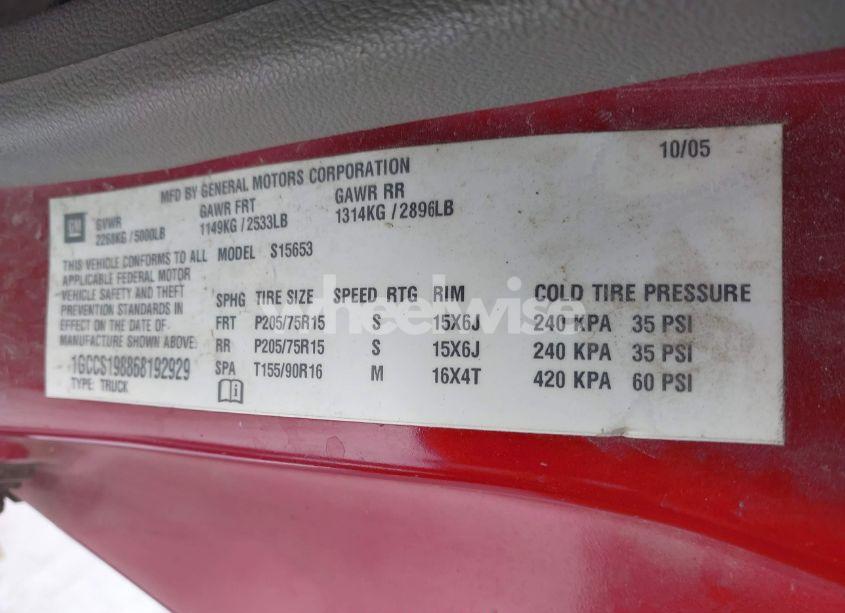 10/05
MFD BY GENERAL MOTORS CORPORATION
GM
GVWR GAWR FRT GAWR RR
2268KG / 5000LB 1149KG / 2533LB 1314KG / 2896LB
THIS VEHICLE CONFORMS TO ALL
APPLICABLE FEDERAL MOTOR
VEHICLE SAFETY AND THEFT
PREVENTION STANDARDS IN
EFFECT ON THE DATE OF
MANUFACTURE SHOWN ABOVE:
1GCCS198868192929
TYPE: TRUCK
MODEL S15653
SPHG TIRE SIZE SPEED RTG RIM COLD TIRE PRESSURE
FRT P205/75R15 S 15X6J 240 KPA 35 PSI
RR P205/75R15 S 15X6J 240 KPA 35 PSI
SPA T155/90R16 M 16X4T 420 KPA 60 PSI
wheelwise